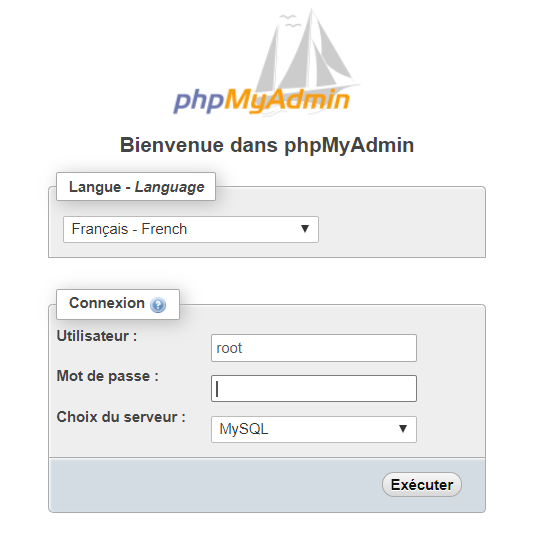 phpMyAdmin
Bienvenue dans phpMyAdmin
Langue - Language
Français - French
Connexion
Utilisateur :
root
Mot de passe :
Choix du serveur :
MySQL
Exécuter